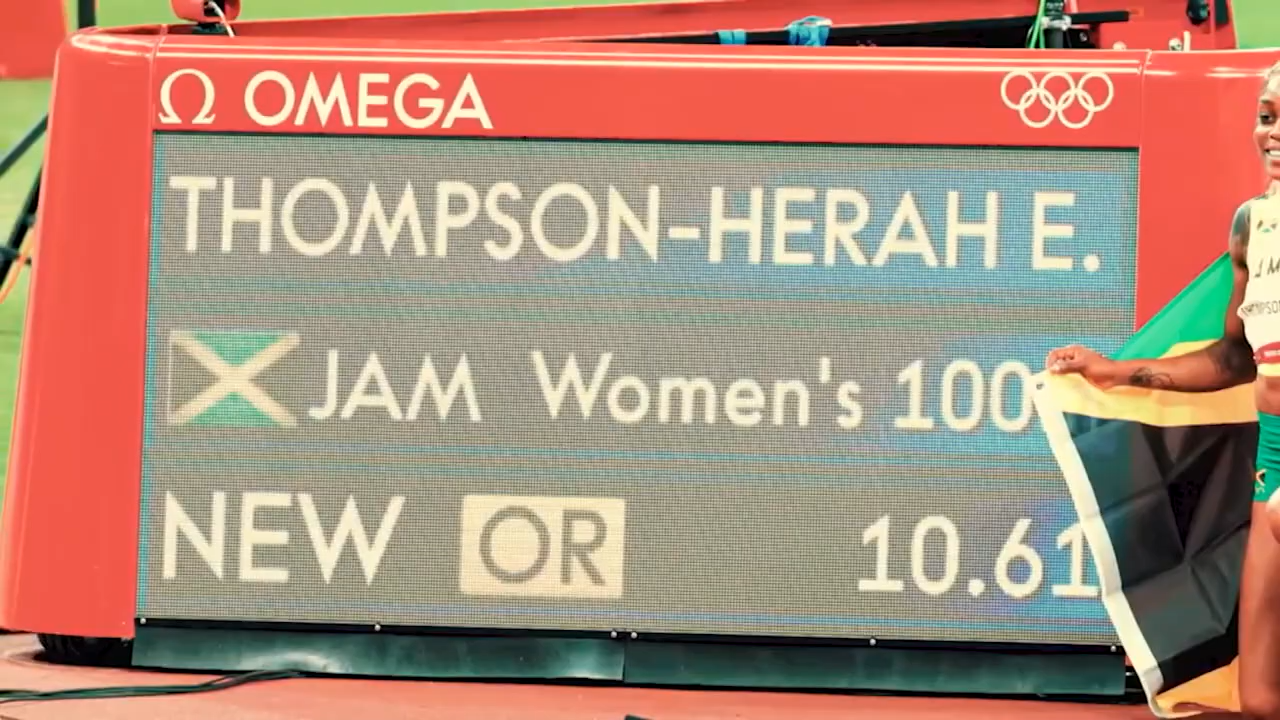 Ω OMEGA
THOMPSON-HERAH E.
JAM Women's 100
NEW OR 10.61